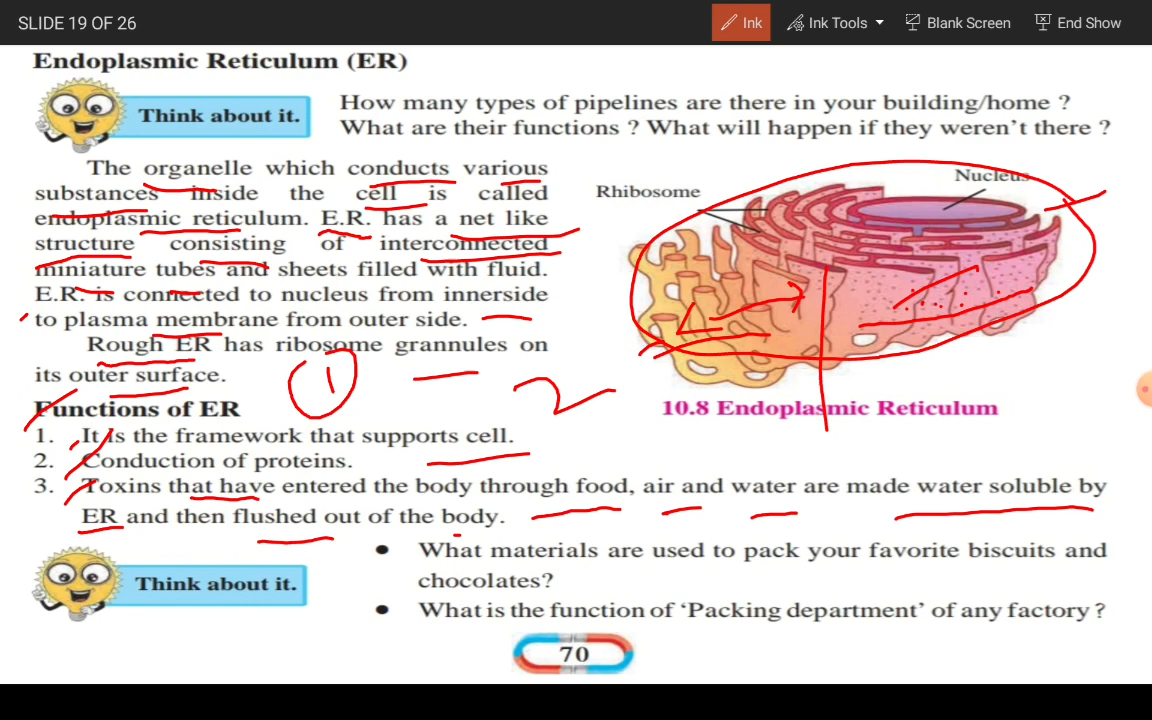 SLIDE 19 OF 26
Ink
Ink Tools
Blank Screen
End Show
Endoplasmic Reticulum (ER)
Think about it.
How many types of pipelines are there in your building/home ?
What are their functions ? What will happen if they weren't there ?
The organelle which conducts various
substances inside the cell is called
endoplasmic reticulum. E.R. has a net like
structure consisting of interconnected
miniature tubes and sheets filled with fluid.
E.R. is connected to nucleus from innerside
to plasma membrane from outer side.
Rough ER has ribosome grannules on
its outer surface.
Rhibosome
Nucleus
10.8 Endoplasmic Reticulum
1
2
Functions of ER
1. It is the framework that supports cell.
2. Conduction of proteins.
3. Toxins that have entered the body through food, air and water are made water soluble by
ER and then flushed out of the body.
Think about it.
• What materials are used to pack your favorite biscuits and
chocolates?
• What is the function of 'Packing department' of any factory ?
70